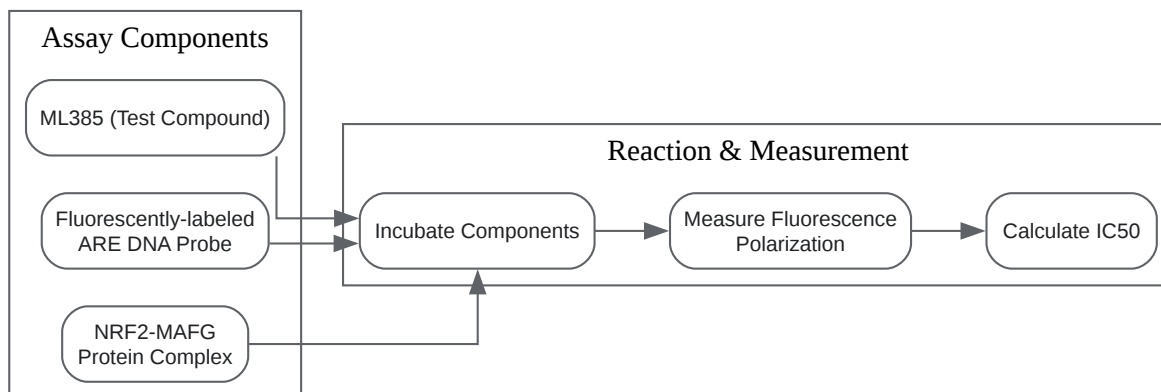 Assay Components
ML385 (Test Compound)
Fluorescently-labeled
ARE DNA Probe
NRF2-MAFG
Protein Complex
Reaction & Measurement
Incubate Components
Measure Fluorescence
Polarization
Calculate IC50